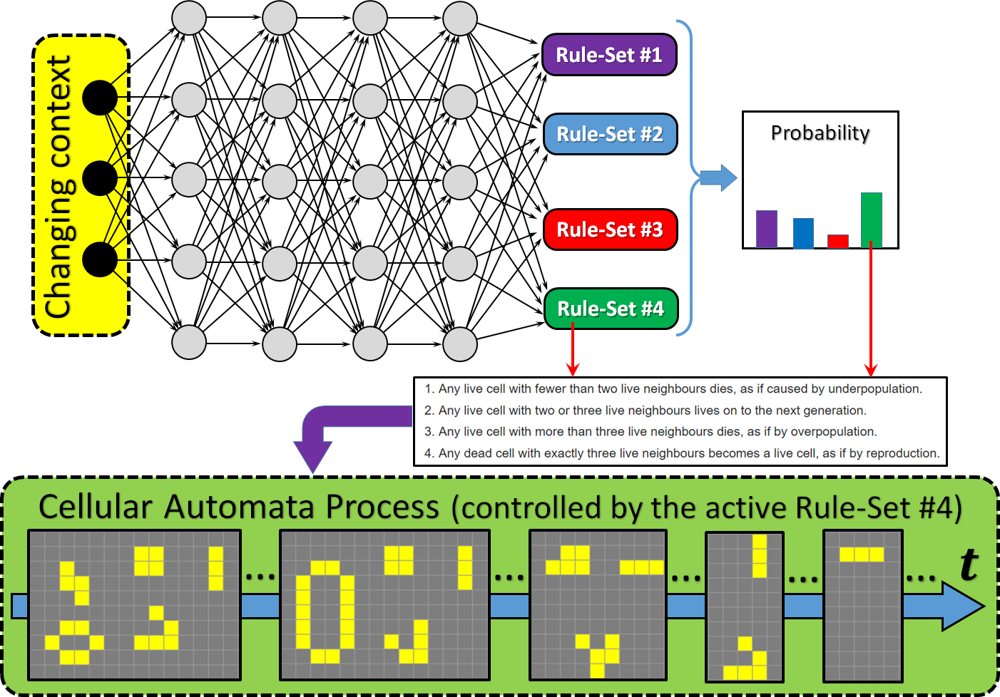 Changing context
Rule-Set #1
Rule-Set #2
Rule-Set #3
Rule-Set #4
Probability
1. Any live cell with fewer than two live neighbours dies, as if caused by underpopulation.
2. Any live cell with two or three live neighbours lives on to the next generation.
3. Any live cell with more than three live neighbours dies, as if by overpopulation.
4. Any dead cell with exactly three live neighbours becomes a live cell, as if by reproduction.
Cellular Automata Process (controlled by the active Rule-Set #4)
... ... ... ... ... t